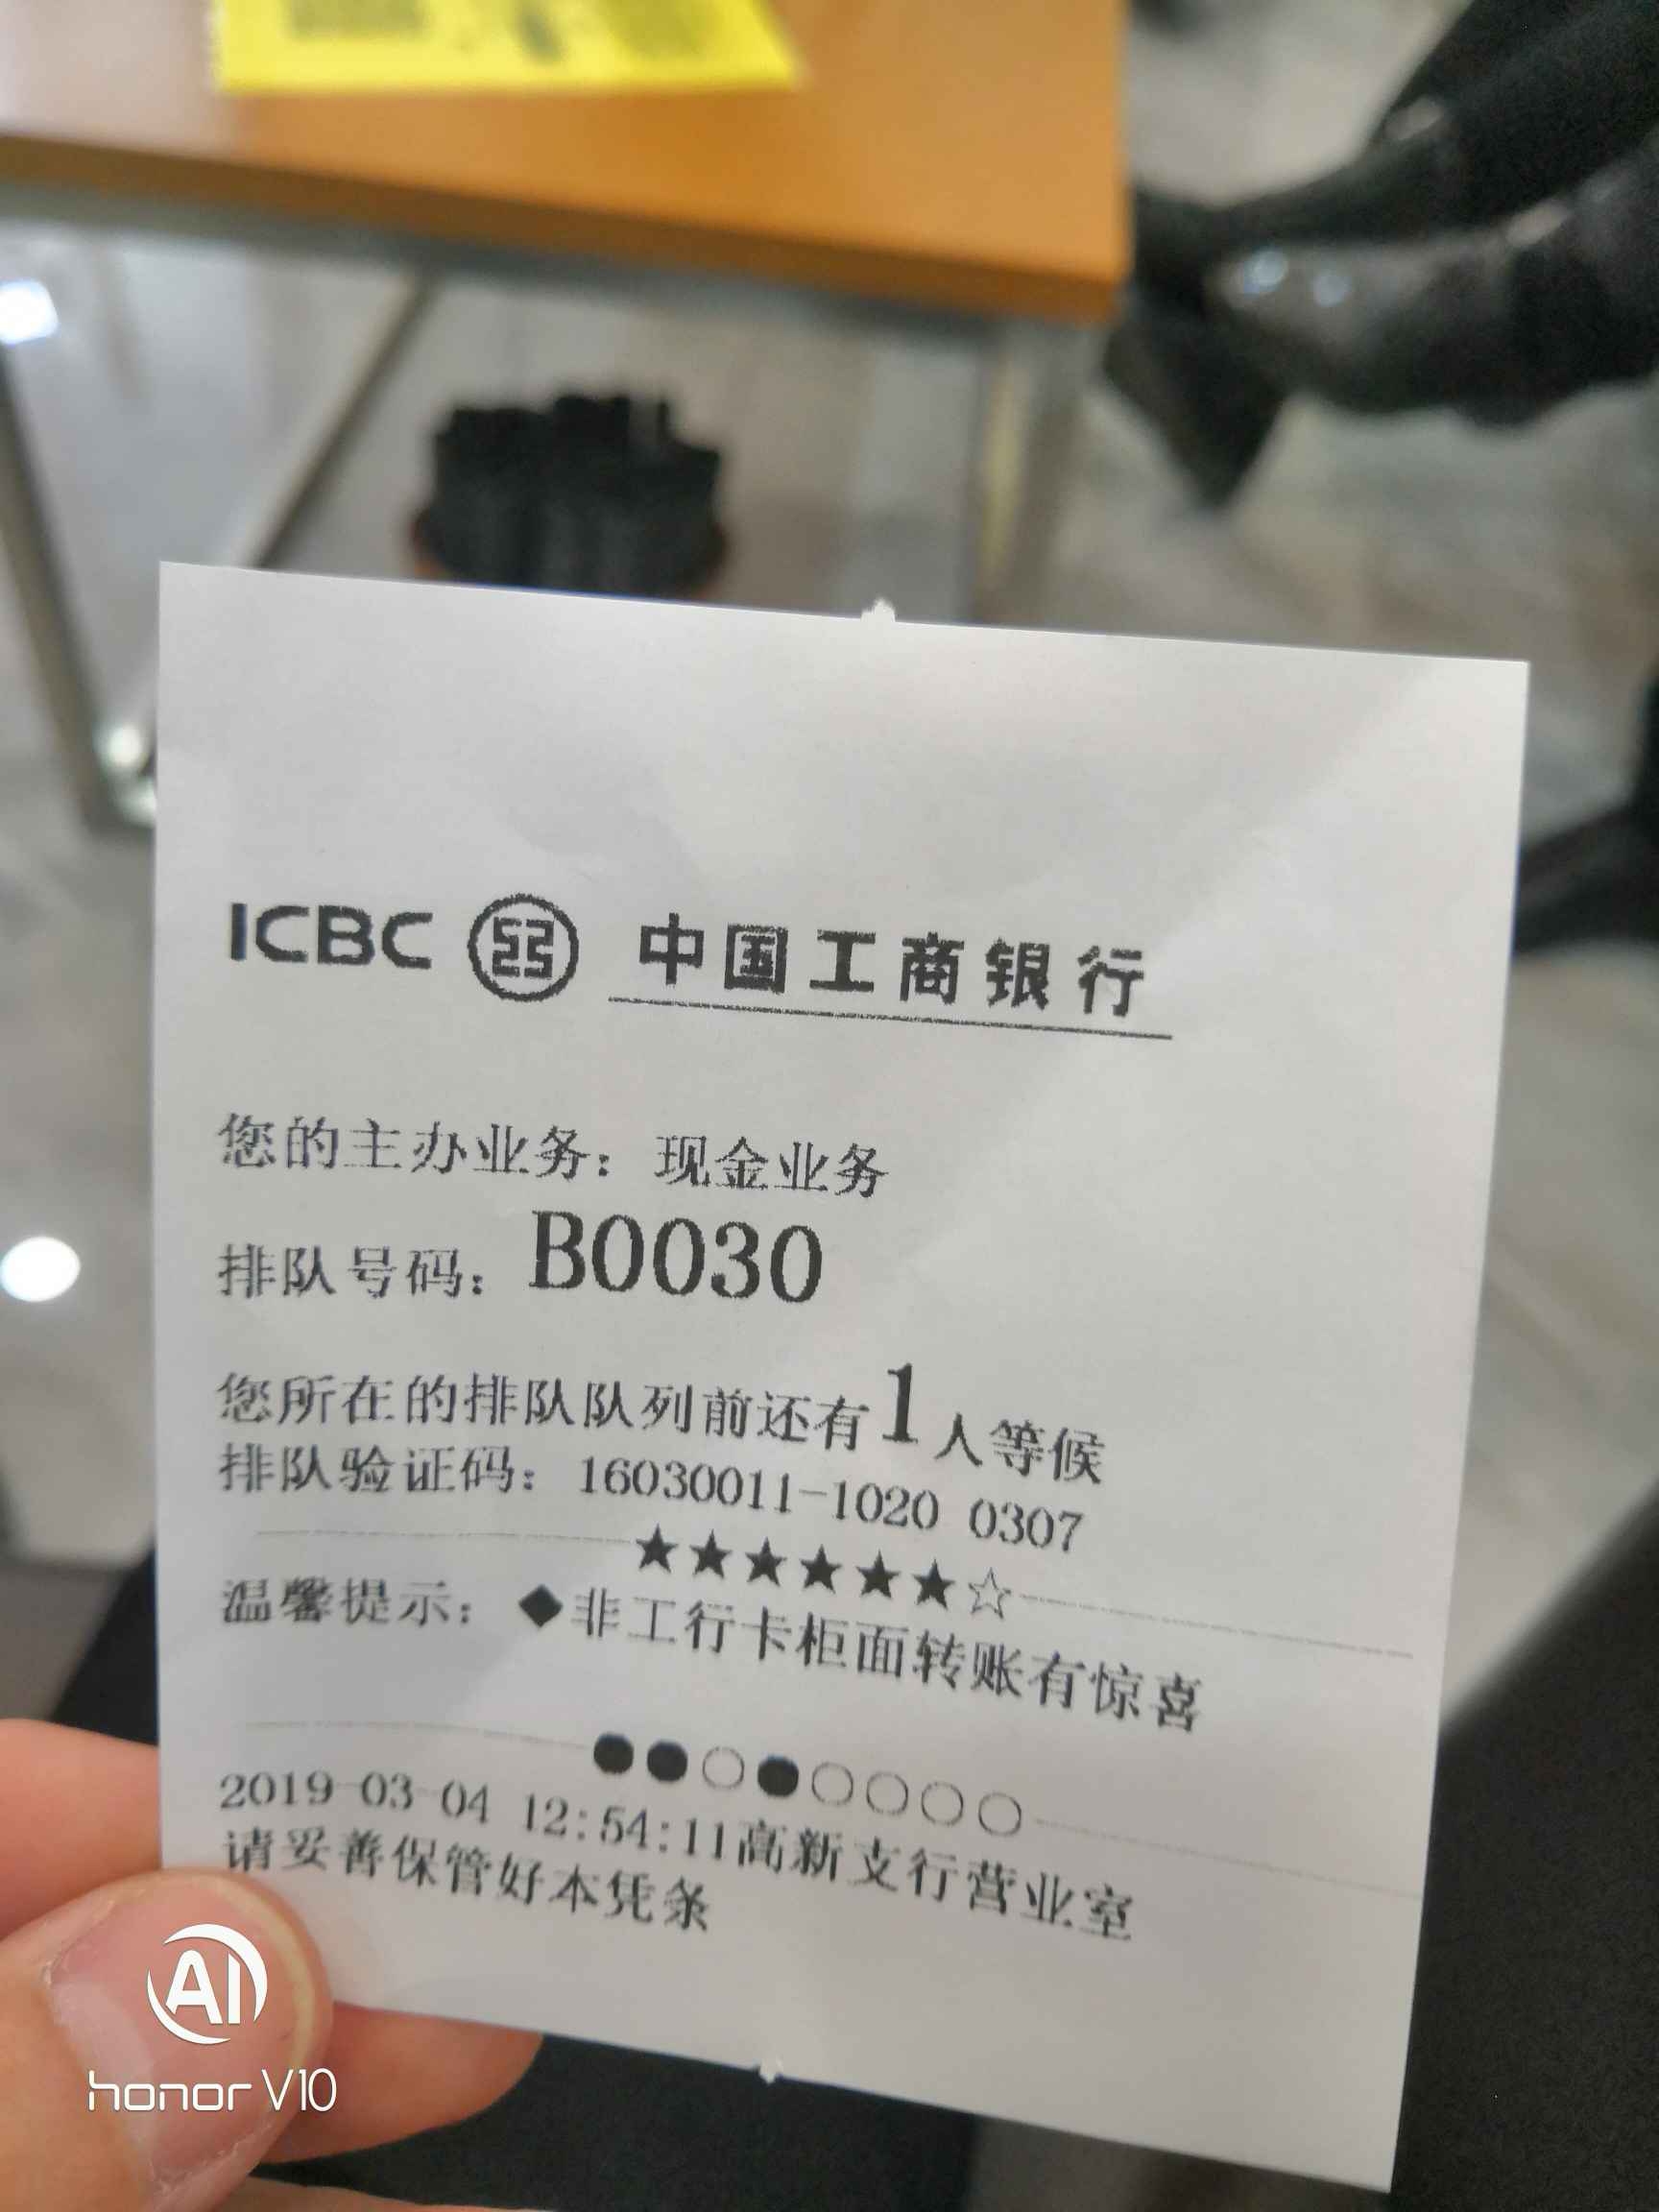 ICBC 中国工商银行
您的主办业务：现金业务
排队号码：B0030
您所在的排队队列前还有1人等候
排队验证码：16030011-1020 0307
★★★★★★☆
温馨提示：◆非工行卡柜面转账有惊喜
●●○●○○○○
2019-03-04 12:54:11高新支行营业室
请妥善保管好本凭条
AI
honor V10